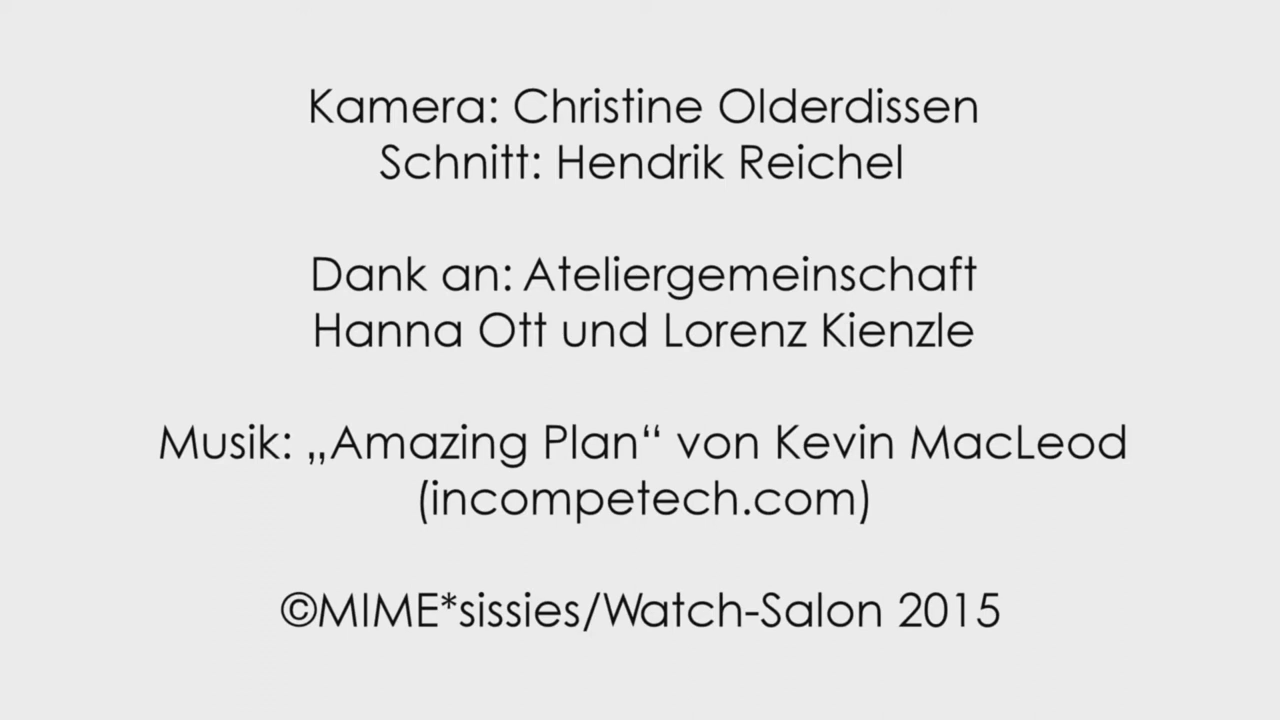 Kamera: Christine Olderdissen
Schnitt: Hendrik Reichel
Dank an: Ateliergemeinschaft
Hanna Ott und Lorenz Kienzle
Musik: „Amazing Plan“ von Kevin MacLeod
(incompetech.com)
©MIME*sissies/Watch-Salon 2015